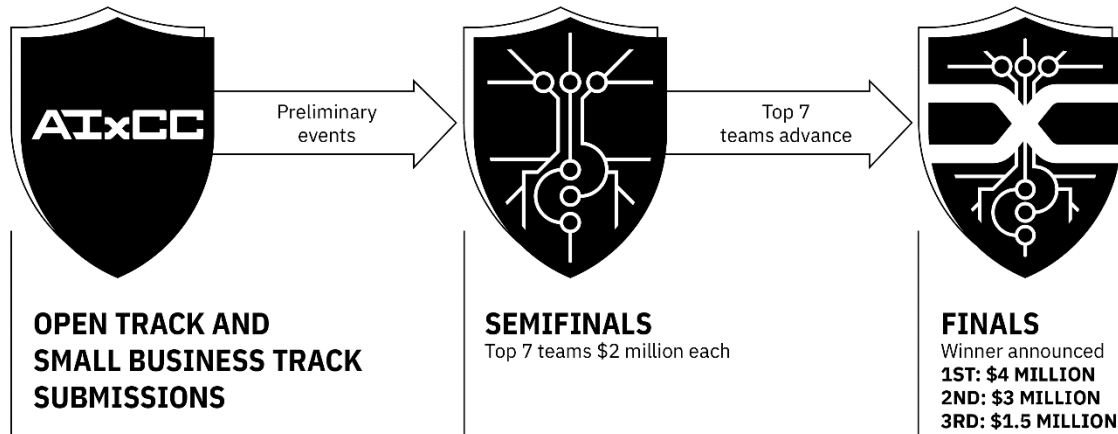 AIxCC
Preliminary
events
Top 7
teams advance
OPEN TRACK AND
SMALL BUSINESS TRACK
SUBMISSIONS
SEMIFINALS
Top 7 teams $2 million each
FINALS
Winner announced
1ST: $4 MILLION
2ND: $3 MILLION
3RD: $1.5 MILLION